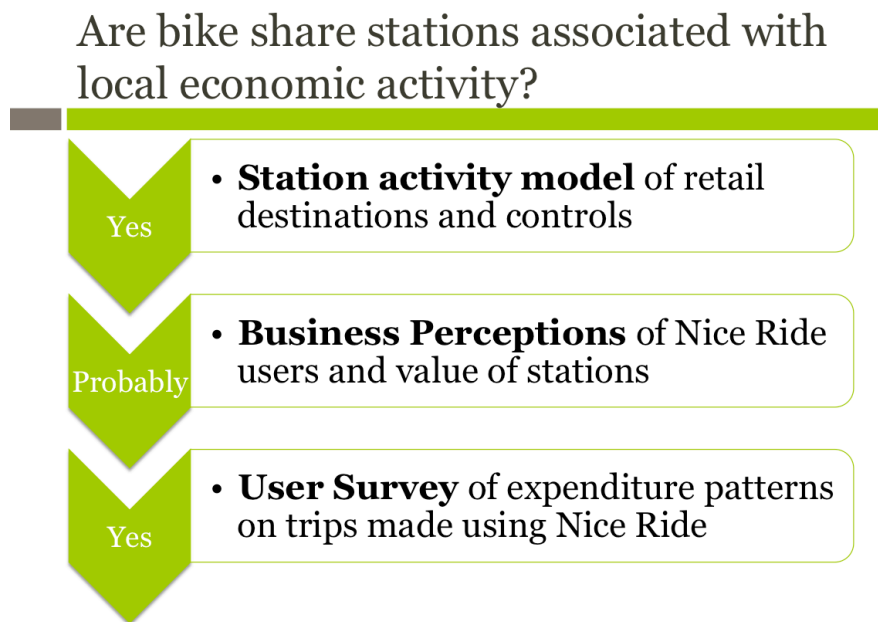 Are bike share stations associated with
local economic activity?
Yes
• Station activity model of retail
destinations and controls
Probably
• Business Perceptions of Nice Ride
users and value of stations
Yes
• User Survey of expenditure patterns
on trips made using Nice Ride